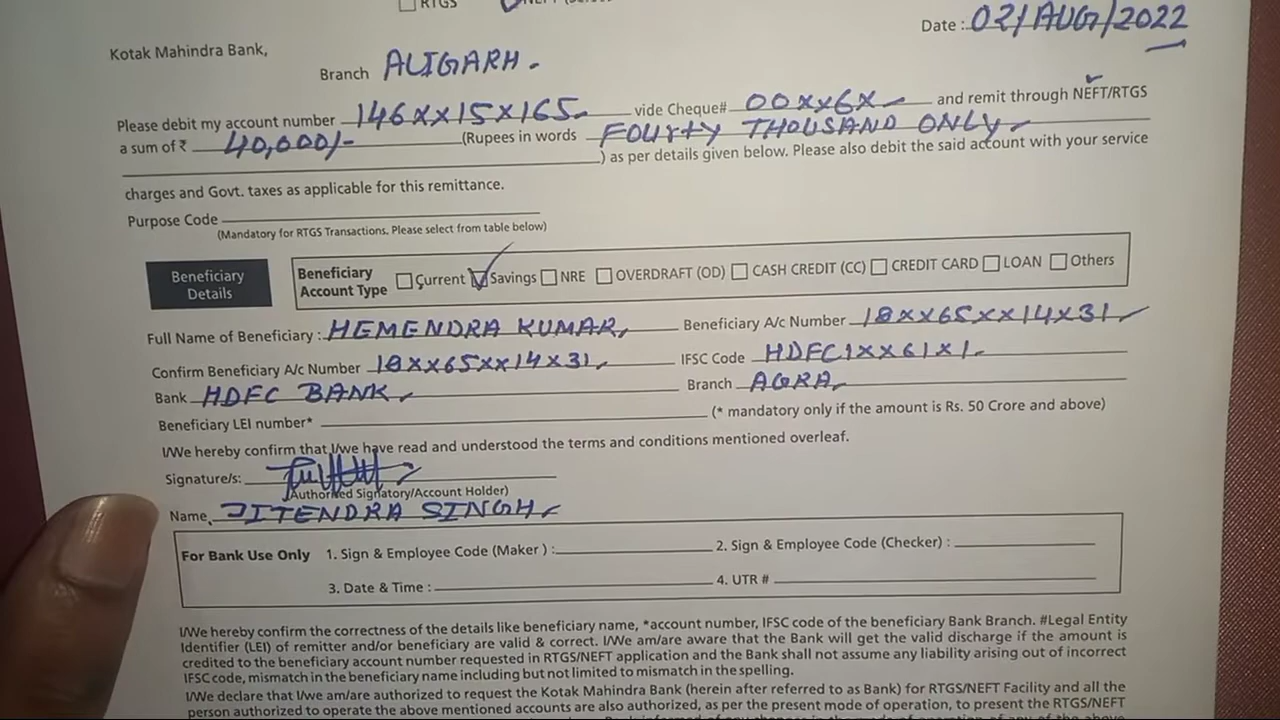 RTGS
Date : 02/AUG/2022
Kotak Mahindra Bank,
Branch ALIGARH.
Please debit my account number 146XX15X165 vide Cheque# 00XX6X and remit through NEFT/RTGS
a sum of ₹ 40,000/- (Rupees in words FOURTY THOUSAND ONLY
) as per details given below. Please also debit the said account with your service
charges and Govt. taxes as applicable for this remittance.
Purpose Code
(Mandatory for RTGS Transactions. Please select from table below)
Beneficiary Details
Beneficiary Account Type Current Savings NRE OVERDRAFT (OD) CASH CREDIT (CC) CREDIT CARD LOAN Others
Full Name of Beneficiary : HEMENDRA KUMAR Beneficiary A/c Number 18XX65XX14X31
Confirm Beneficiary A/c Number 18XX65XX14X31 IFSC Code HDFC1XX61X1
Bank HDFC BANK Branch AGRA
Beneficiary LEI number* (* mandatory only if the amount is Rs. 50 Crore and above)
I/We hereby confirm that I/we have read and understood the terms and conditions mentioned overleaf.
Signature/s:
(Authorised Signatory/Account Holder)
Name JITENDRA SINGH
For Bank Use Only 1. Sign & Employee Code (Maker ) : 2. Sign & Employee Code (Checker) :
3. Date & Time : 4. UTR #
I/We hereby confirm the correctness of the details like beneficiary name, *account number, IFSC code of the beneficiary Bank Branch. #Legal Entity
Identifier (LEI) of remitter and/or beneficiary are valid & correct. I/We am/are aware that the Bank will get the valid discharge if the amount is
credited to the beneficiary account number requested in RTGS/NEFT application and the Bank shall not assume any liability arising out of incorrect
IFSC code, mismatch in the beneficiary name including but not limited to mismatch in the spelling.
I/We declare that I/we am/are authorized to request the Kotak Mahindra Bank (herein after referred to as Bank) for RTGS/NEFT Facility and all the
person authorized to operate the above mentioned accounts are also authorized, as per the present mode of operation, to present the RTGS/NEFT